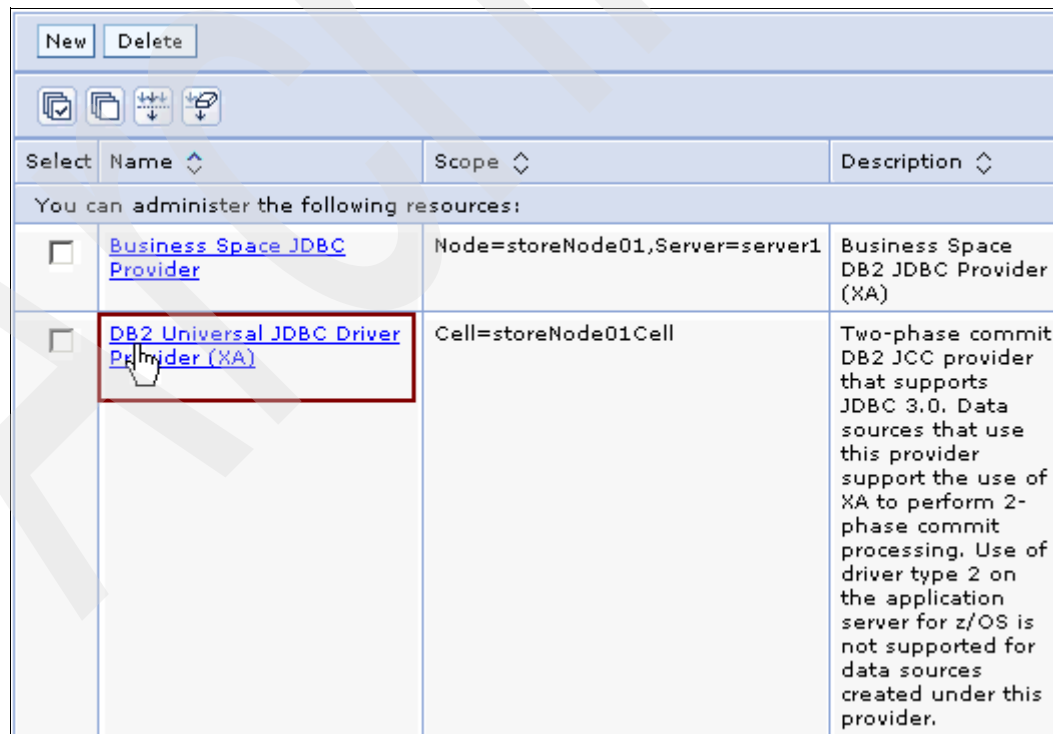 New Delete
Select Name Scope Description
You can administer the following resources:
Business Space JDBC
Provider
Node=storeNode01,Server=server1
Business Space
DB2 JDBC Provider
(XA)
DB2 Universal JDBC Driver
Provider (XA)
Cell=storeNode01Cell
Two-phase commit
DB2 JCC provider
that supports
JDBC 3.0. Data
sources that use
this provider
support the use of
XA to perform 2-
phase commit
processing. Use of
driver type 2 on
the application
server for z/OS is
not supported for
data sources
created under this
provider.